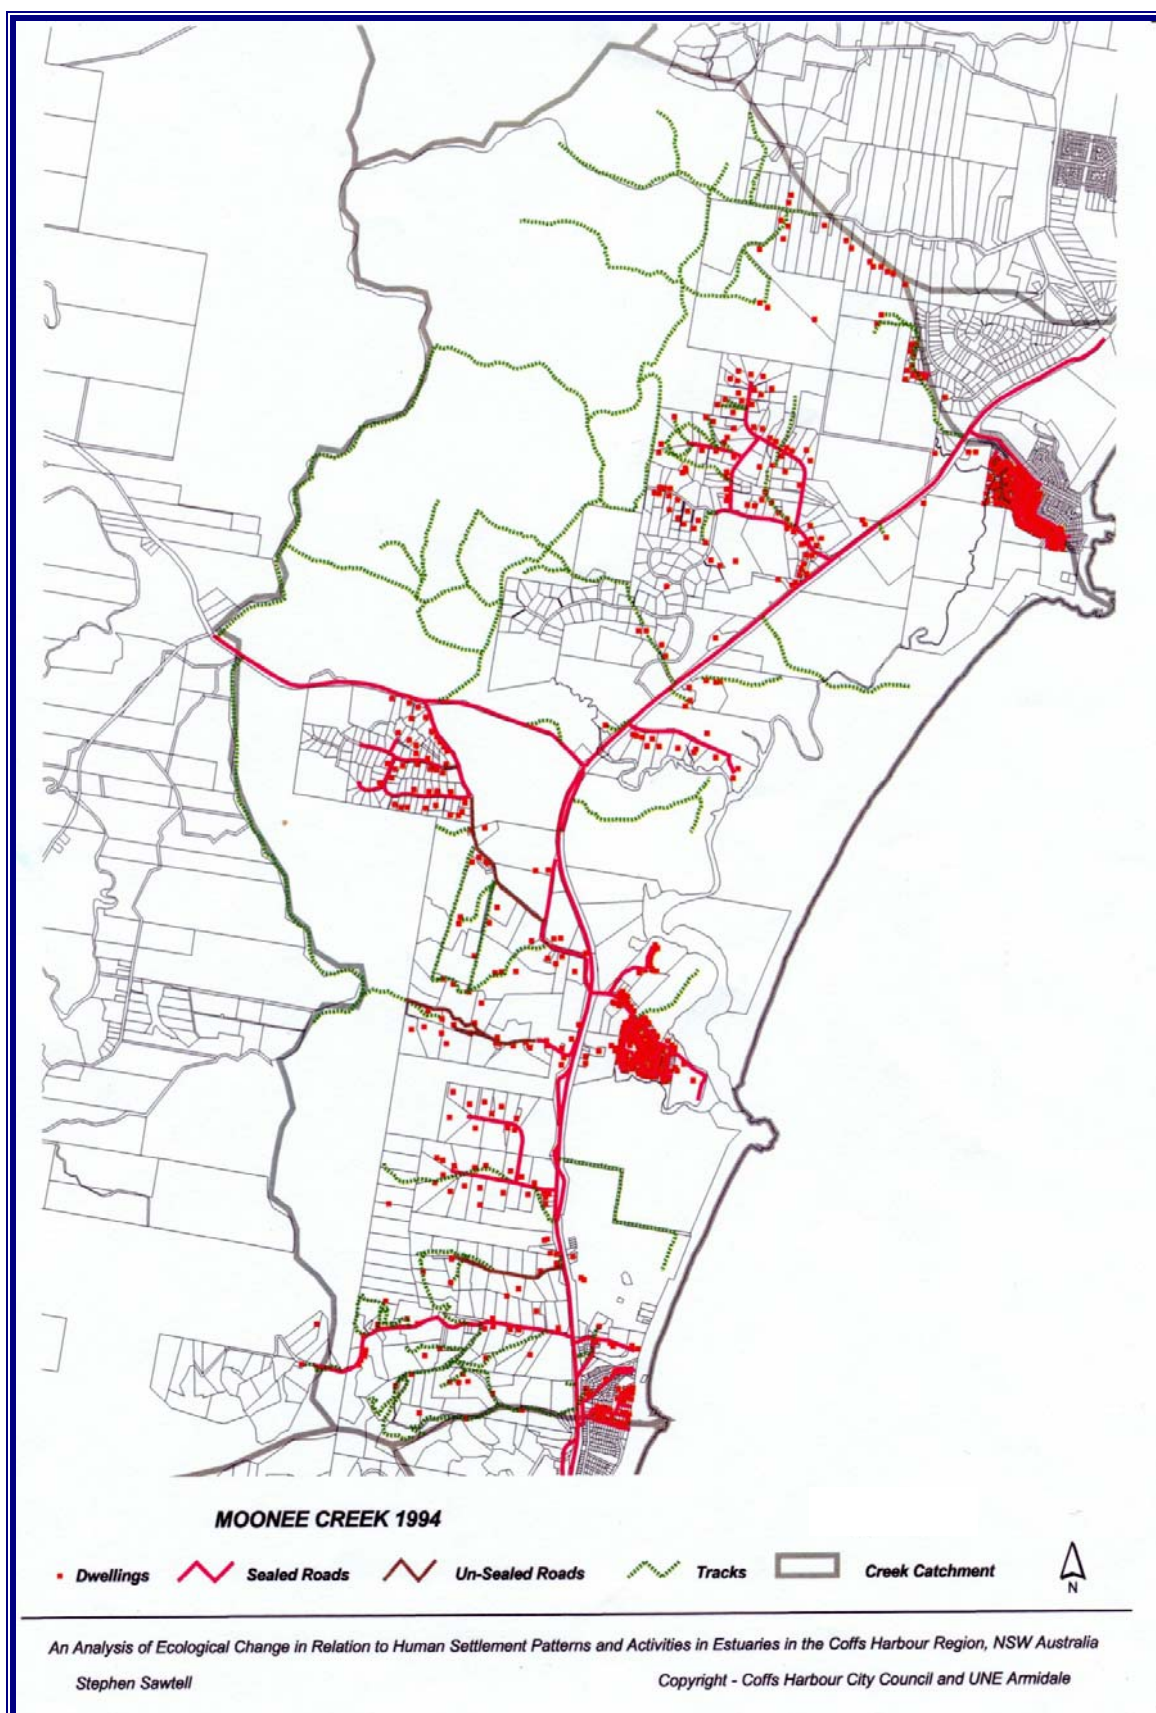 MOONEE CREEK 1994
Dwellings Sealed Roads Un-Sealed Roads Tracks Creek Catchment N
An Analysis of Ecological Change in Relation to Human Settlement Patterns and Activities in Estuaries in the Coffs Harbour Region, NSW Australia
Stephen Sawtell Copyright - Coffs Harbour City Council and UNE Armidale